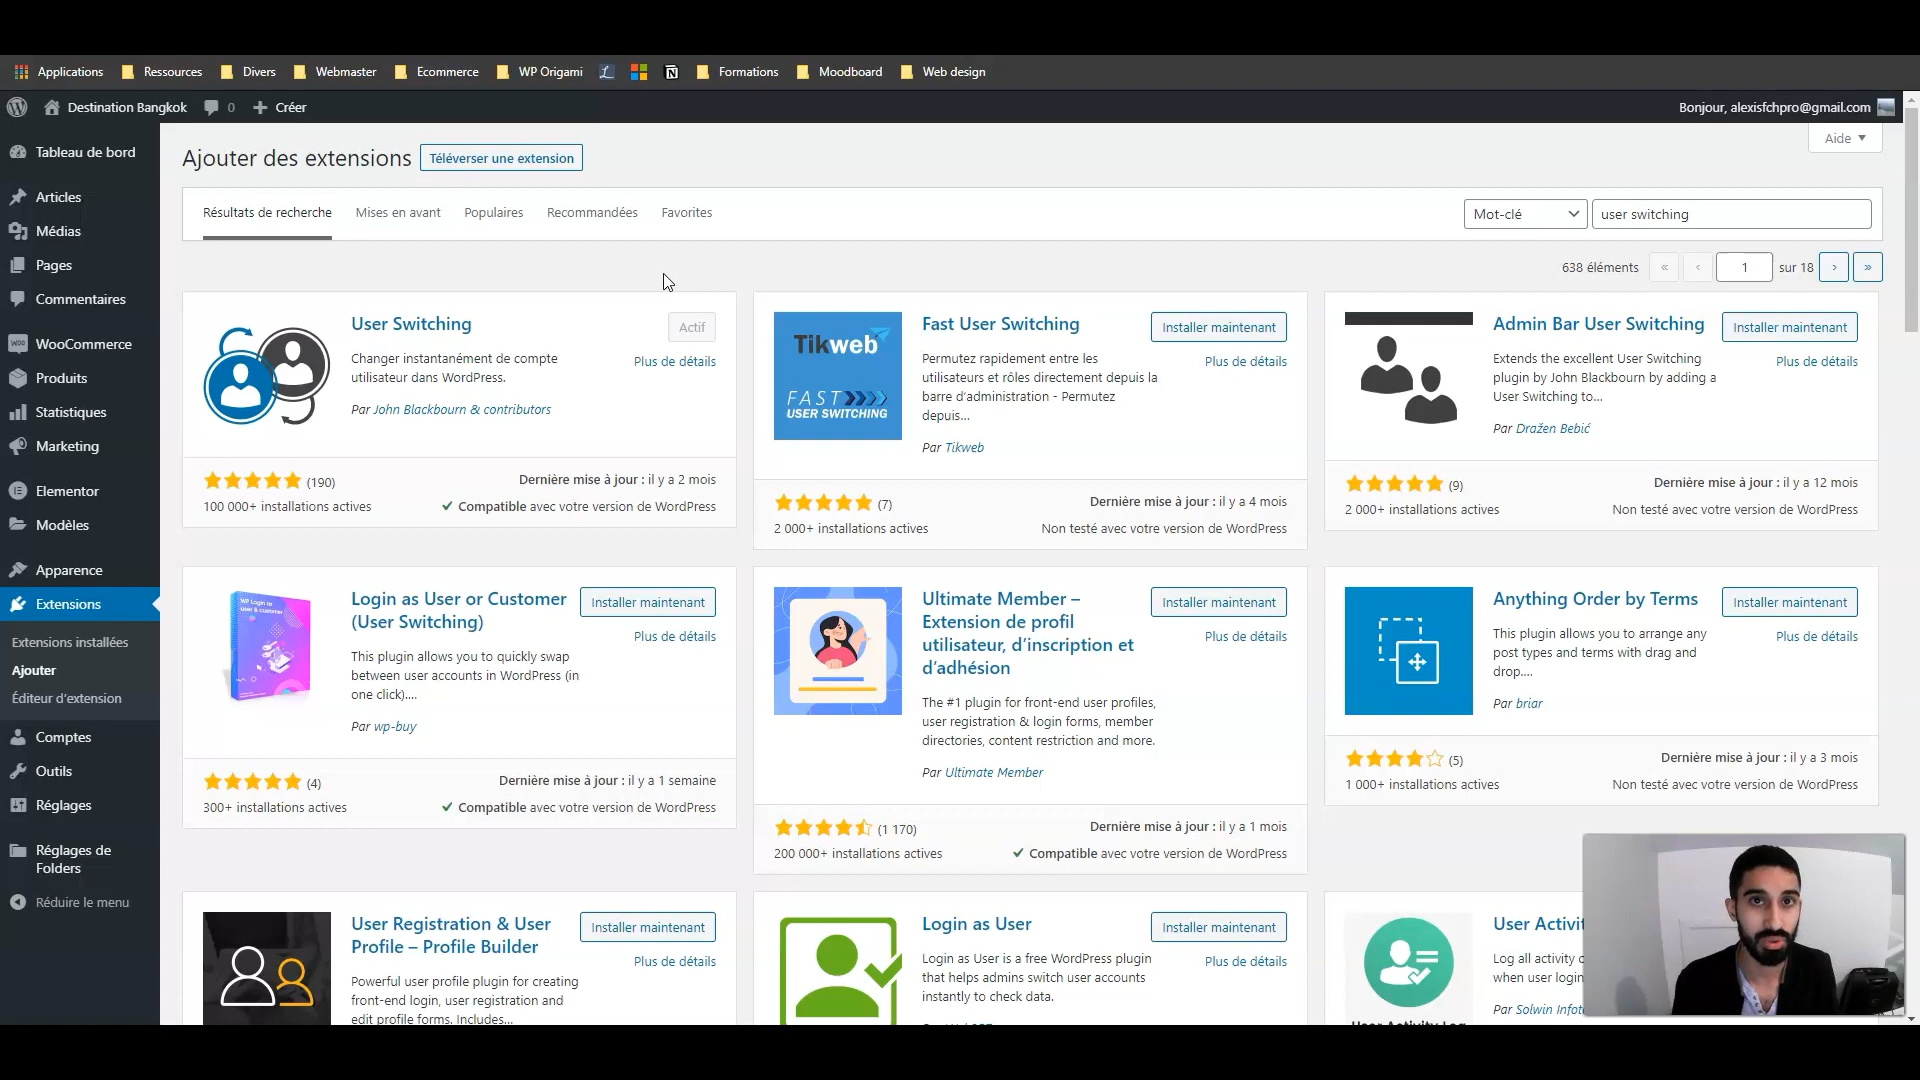 Applications
Ressources
Divers
Webmaster
Ecommerce
WP Origami
Formations
Moodboard
Web design
Destination Bangkok
0
Créer
Bonjour, alexisfchpro@gmail.com
Aide
Tableau de bord
Articles
Médias
Pages
Commentaires
WooCommerce
Produits
Statistiques
Marketing
Elementor
Modèles
Apparence
Extensions
Extensions installées
Ajouter
Éditeur d'extension
Comptes
Outils
Réglages
Réglages de
Folders
Réduire le menu
Ajouter des extensions
Téléverser une extension
Résultats de recherche
Mises en avant
Populaires
Recommandées
Favorites
Mot-clé
user switching
638 éléments « ‹ 1 sur 18 › »
User Switching
Actif
Changer instantanément de compte
utilisateur dans WordPress.
Plus de détails
Par John Blackbourn & contributors
(190)
Dernière mise à jour : il y a 2 mois
100 000+ installations actives
Compatible avec votre version de WordPress
Tikweb
FAST
USER SWITCHING
Fast User Switching
Installer maintenant
Plus de détails
Permutez rapidement entre les
utilisateurs et rôles directement depuis la
barre d'administration - Permutez
depuis…
Par Tikweb
(7)
Dernière mise à jour : il y a 4 mois
2 000+ installations actives
Non testé avec votre version de WordPress
Admin Bar User Switching
Installer maintenant
Plus de détails
Extends the excellent User Switching
plugin by John Blackbourn by adding a
User Switching to…
Par Dražen Bebić
(9)
Dernière mise à jour : il y a 12 mois
2 000+ installations actives
Non testé avec votre version de WordPress
WP Login as
user & customer
Login as User or Customer
(User Switching)
Installer maintenant
Plus de détails
This plugin allows you to quickly swap
between user accounts in WordPress (in
one click).…
Par wp-buy
(4)
Dernière mise à jour : il y a 1 semaine
300+ installations actives
Compatible avec votre version de WordPress
Ultimate Member –
Extension de profil
utilisateur, d'inscription et
d'adhésion
Installer maintenant
Plus de détails
The #1 plugin for front-end user profiles,
user registration & login forms, member
directories, content restriction and more.
Par Ultimate Member
(1 170)
Dernière mise à jour : il y a 1 mois
200 000+ installations actives
Compatible avec votre version de WordPress
Anything Order by Terms
Installer maintenant
Plus de détails
This plugin allows you to arrange any
post types and terms with drag and
drop.…
Par briar
(5)
Dernière mise à jour : il y a 3 mois
1 000+ installations actives
Non testé avec votre version de WordPress
User Registration & User
Profile – Profile Builder
Installer maintenant
Plus de détails
Powerful user profile plugin for creating
front-end login, user registration and
edit profile forms. Includes…
Login as User
Installer maintenant
Plus de détails
Login as User is a free WordPress plugin
that helps admins switch user accounts
instantly to check data.
User Activi
Log all activity
when user login
Par Solwin